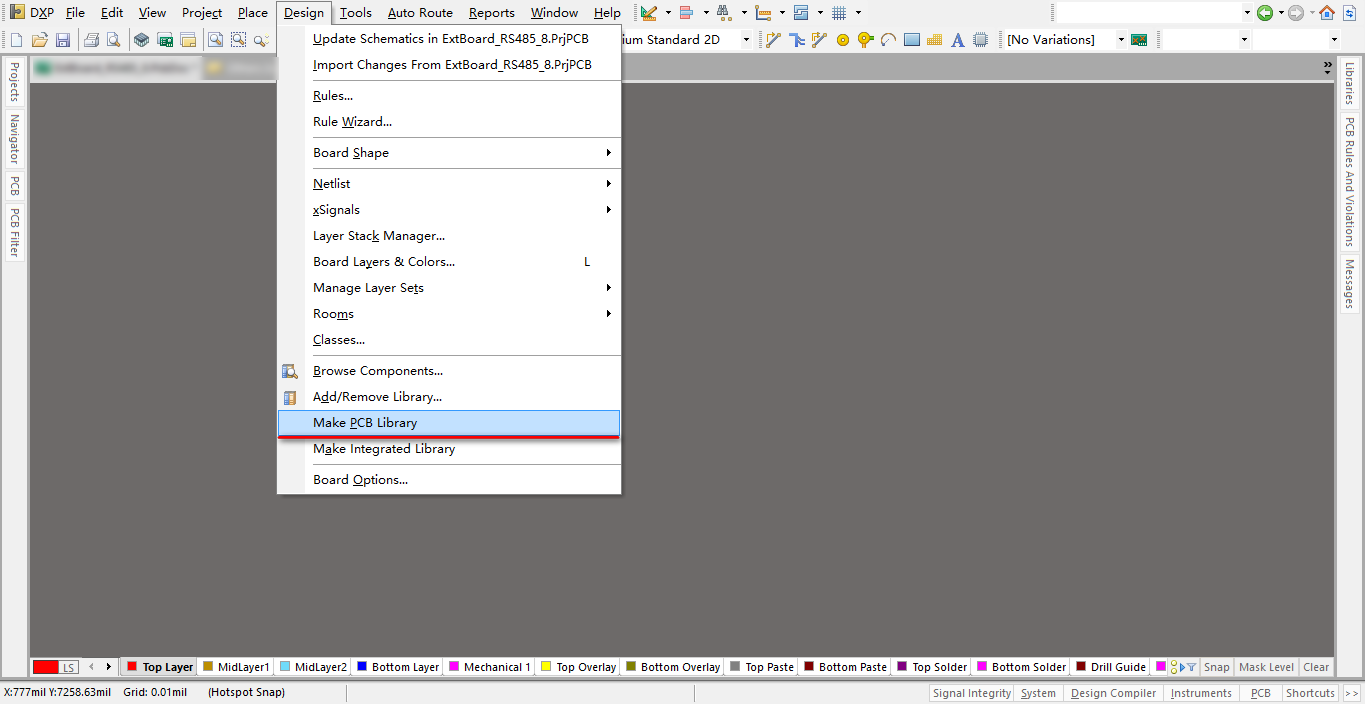 DXP File Edit View Project Place Design Tools Auto Route Reports Window Help
ium Standard 2D [No Variations]
Update Schematics in ExtBoard_RS485_8.PrjPCB
Import Changes From ExtBoard_RS485_8.PrjPCB
Rules...
Rule Wizard...
Board Shape
Netlist
xSignals
Layer Stack Manager...
Board Layers & Colors... L
Manage Layer Sets
Rooms
Classes...
Browse Components...
Add/Remove Library...
Make PCB Library
Make Integrated Library
Board Options...
Projects
Navigator
PCB
PCB Filter
Libraries
PCB Rules And Violations
Messages
LS Top Layer MidLayer1 MidLayer2 Bottom Layer Mechanical 1 Top Overlay Bottom Overlay Top Paste Bottom Paste Top Solder Bottom Solder Drill Guide Snap Mask Level Clear
X:777mil Y:7258.63mil Grid: 0.01mil (Hotspot Snap) Signal Integrity System Design Compiler Instruments PCB Shortcuts >>